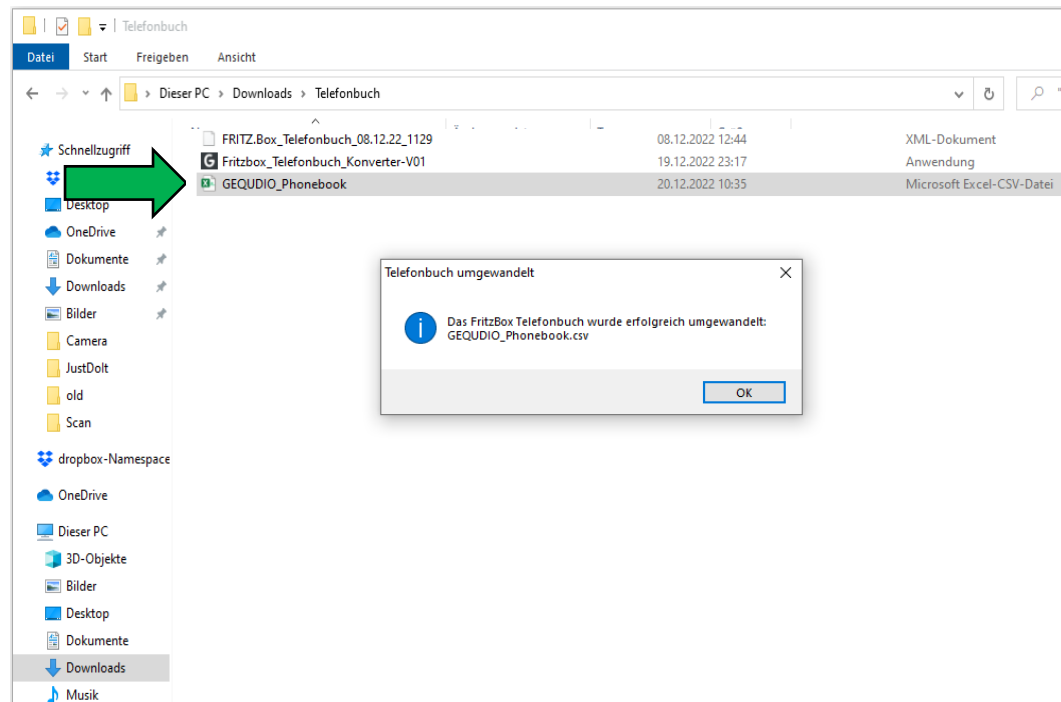 Telefonbuch
Datei Start Freigeben Ansicht
Dieser PC Downloads Telefonbuch
Schnellzugriff
FRITZ.Box_Telefonbuch_08.12.22_1129 08.12.2022 12:44 XML-Dokument
Fritzbox_Telefonbuch_Konverter-V01 19.12.2022 23:17 Anwendung
GEQUDIO_Phonebook 20.12.2022 10:35 Microsoft Excel-CSV-Datei
Desktop
OneDrive
Dokumente
Downloads
Bilder
Camera
JustDoIt
old
Scan
dropbox-Namespace
OneDrive
Dieser PC
3D-Objekte
Bilder
Desktop
Dokumente
Downloads
Musik
Telefonbuch umgewandelt
Das FritzBox Telefonbuch wurde erfolgreich umgewandelt:
GEQUDIO_Phonebook.csv
OK